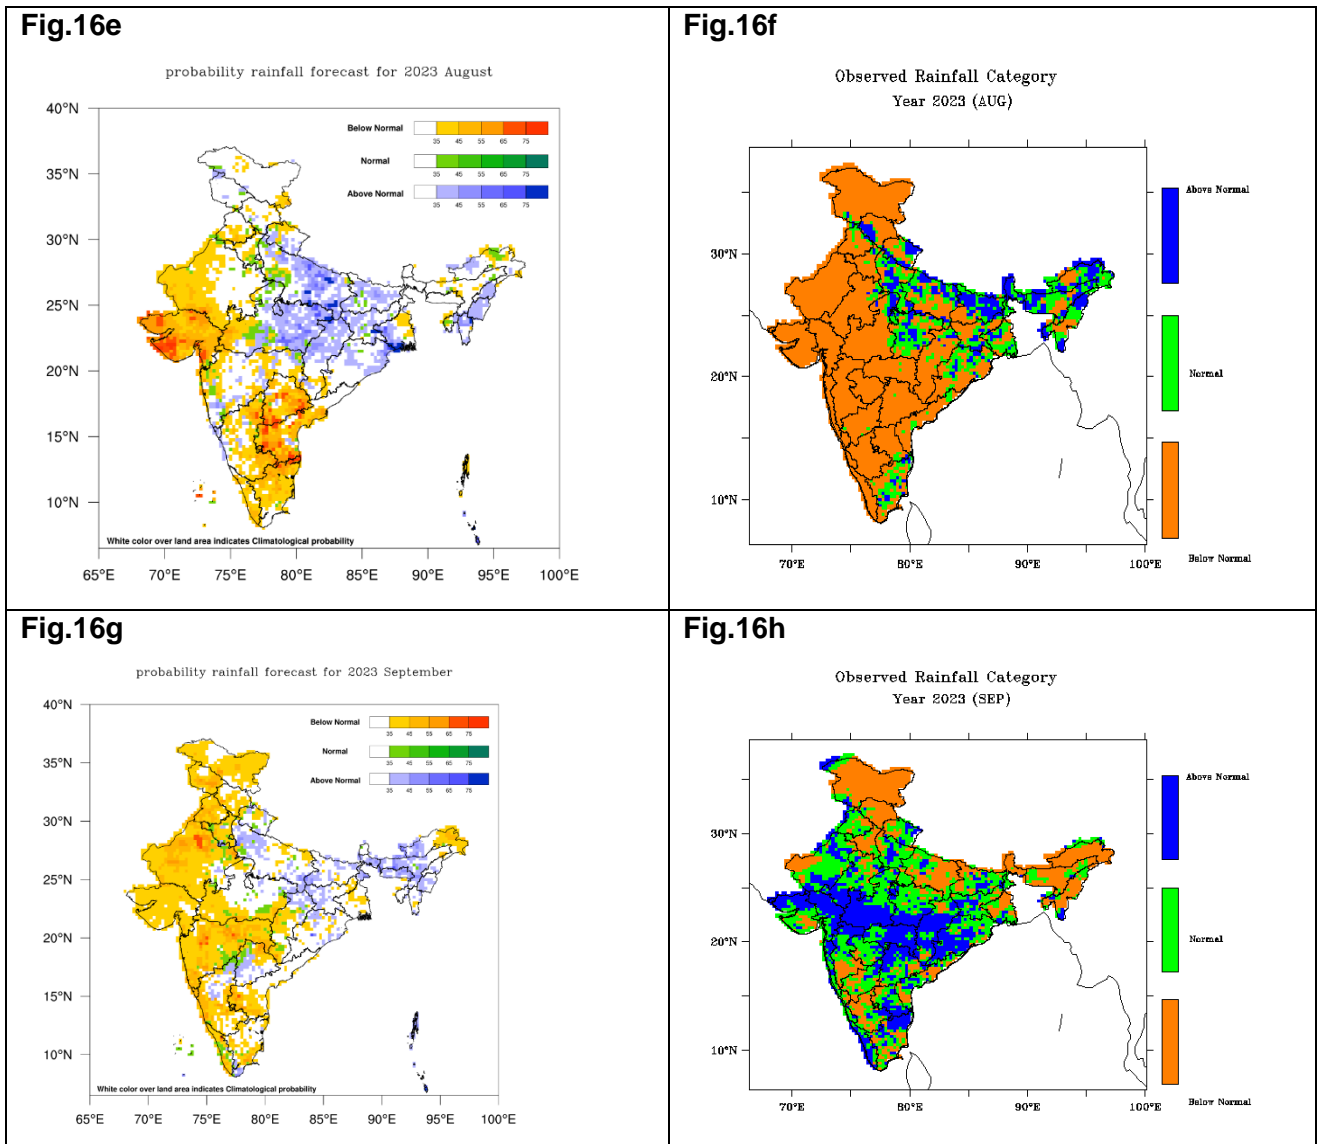 Fig.16e
probability rainfall forecast for 2023 August
40°N
35°N
30°N
25°N
20°N
15°N
10°N
Below Normal
35 45 55 65 75
Normal
35 45 55 65 75
Above Normal
35 45 55 65 75
White color over land area indicates Climatological probability
65°E 70°E 75°E 80°E 85°E 90°E 95°E 100°E
Fig.16f
Observed Rainfall Category
Year 2023 (AUG)
30°N
20°N
10°N
70°E 80°E 90°E 100°E
Above Normal
Normal
Below Normal
Fig.16g
probability rainfall forecast for 2023 September
40°N
35°N
30°N
25°N
20°N
15°N
10°N
Below Normal
35 45 55 65 75
Normal
35 45 55 65 75
Above Normal
35 45 55 65 75
White color over land area indicates Climatological probability
65°E 70°E 75°E 80°E 85°E 90°E 95°E 100°E
Fig.16h
Observed Rainfall Category
Year 2023 (SEP)
30°N
20°N
10°N
70°E 80°E 90°E 100°E
Above Normal
Normal
Below Normal